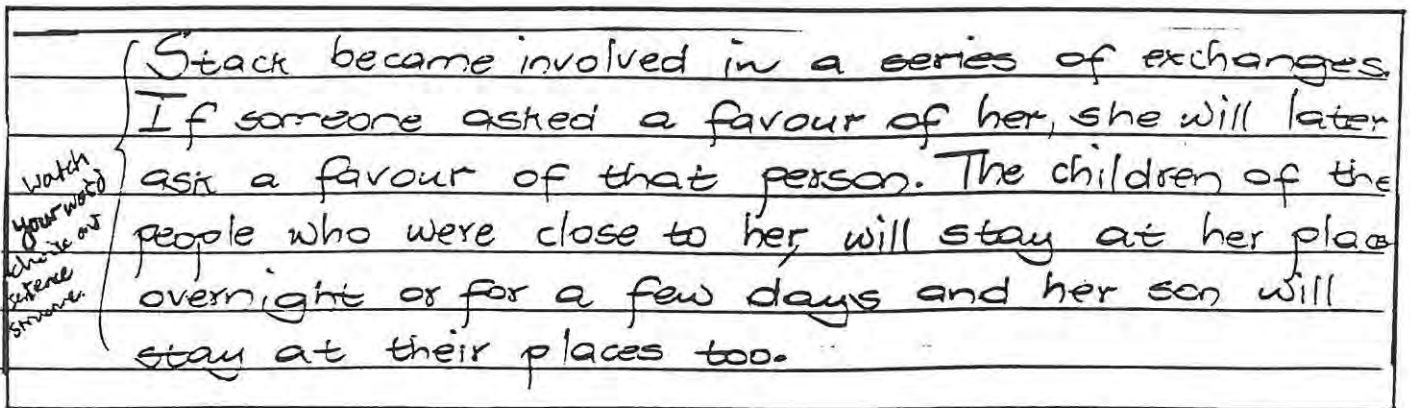 Stack became involved in a series of exchanges.
If someone asked a favour of her, she will later
ask a favour of that person. The children of the
people who were close to her, will stay at her place
overnight or for a few days and her son will
stay at their places too.
watch
your word
choice and
sentence
structure.